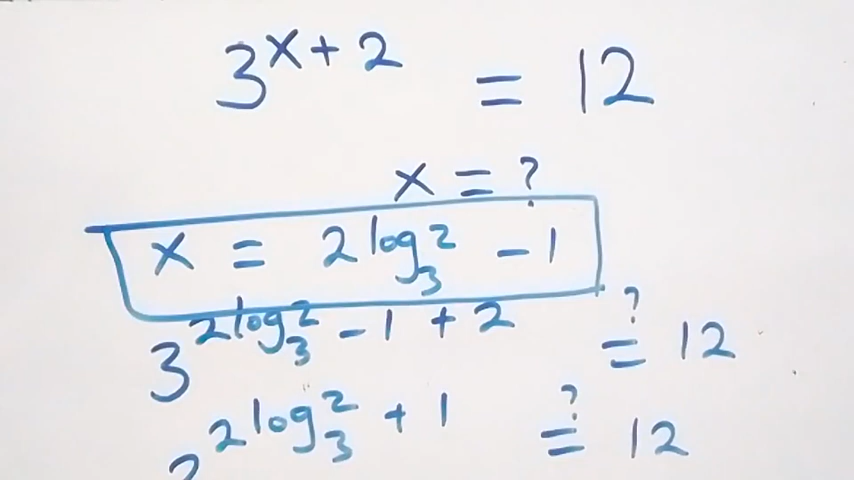 3^{x+2} = 12
x = ?
x = 2 log_3 2 - 1
3^{2 log_3 2 - 1 + 2} ≟ 12
3^{2 log_3 2 + 1} ≟ 12